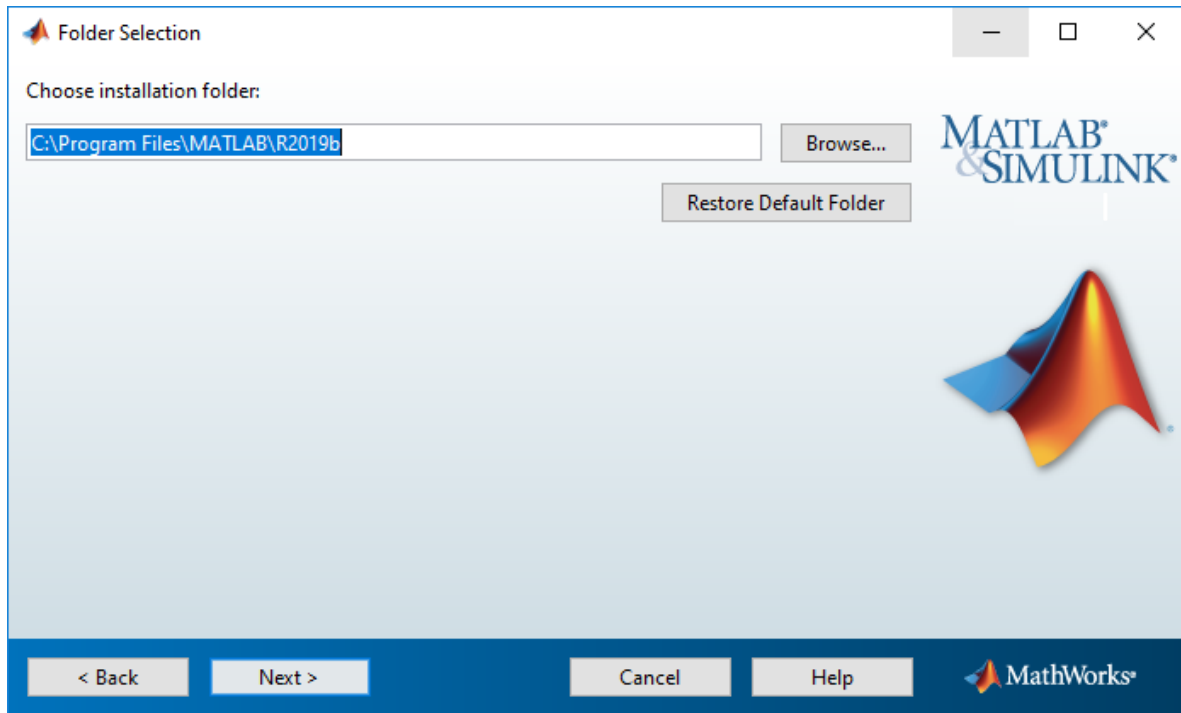 Folder Selection
Choose installation folder:
C:\Program Files\MATLAB\R2019b
Browse...
MATLAB®
&SIMULINK®
Restore Default Folder
®
< Back
Next >
Cancel
Help
MathWorks®